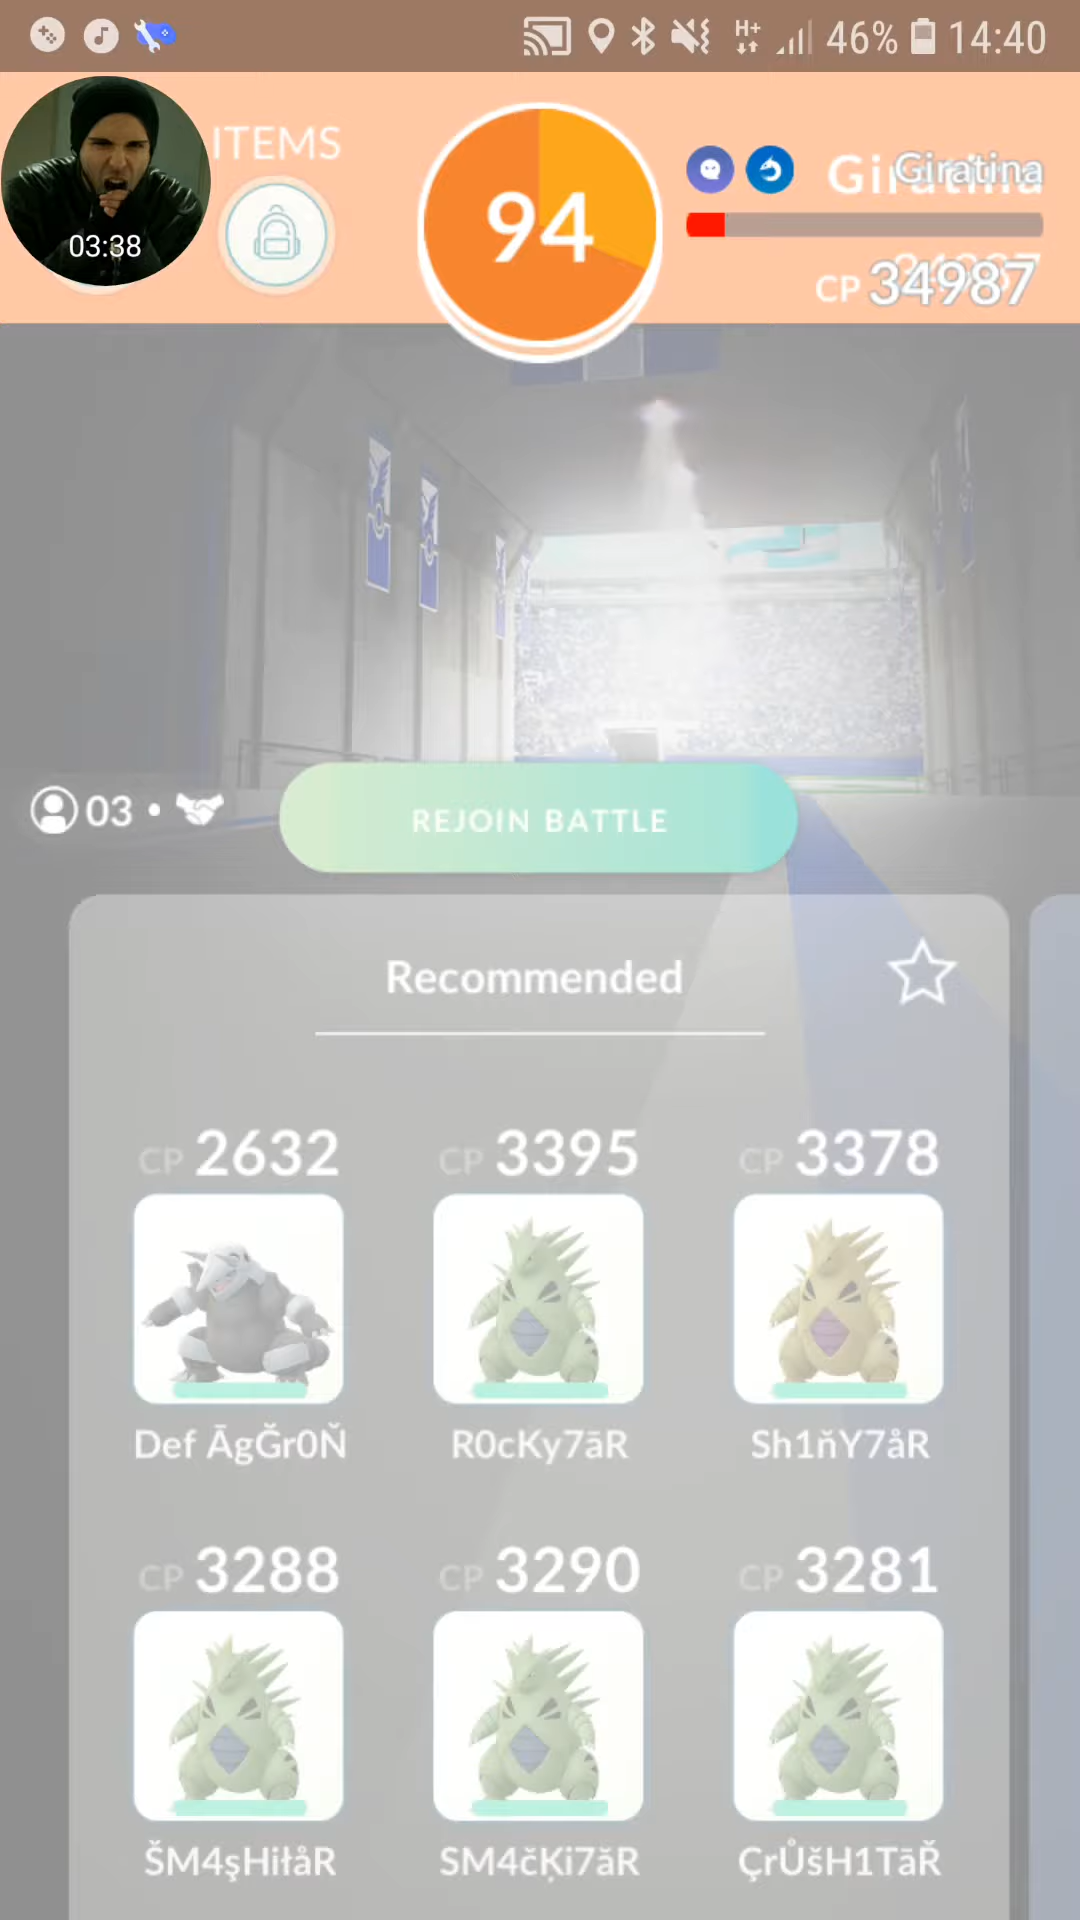 46% 14:40
ITEMS
03:38
94
Giratina
CP 34987
03 •
REJOIN BATTLE
Recommended
CP 2632 CP 3395 CP 3378
Def ĀgĞr0Ň R0cKy7āR Sh1ňY7åR
CP 3288 CP 3290 CP 3281
ŠM4şHiłåR SM4čĶi7ăR ÇrŮšH1TāŘ